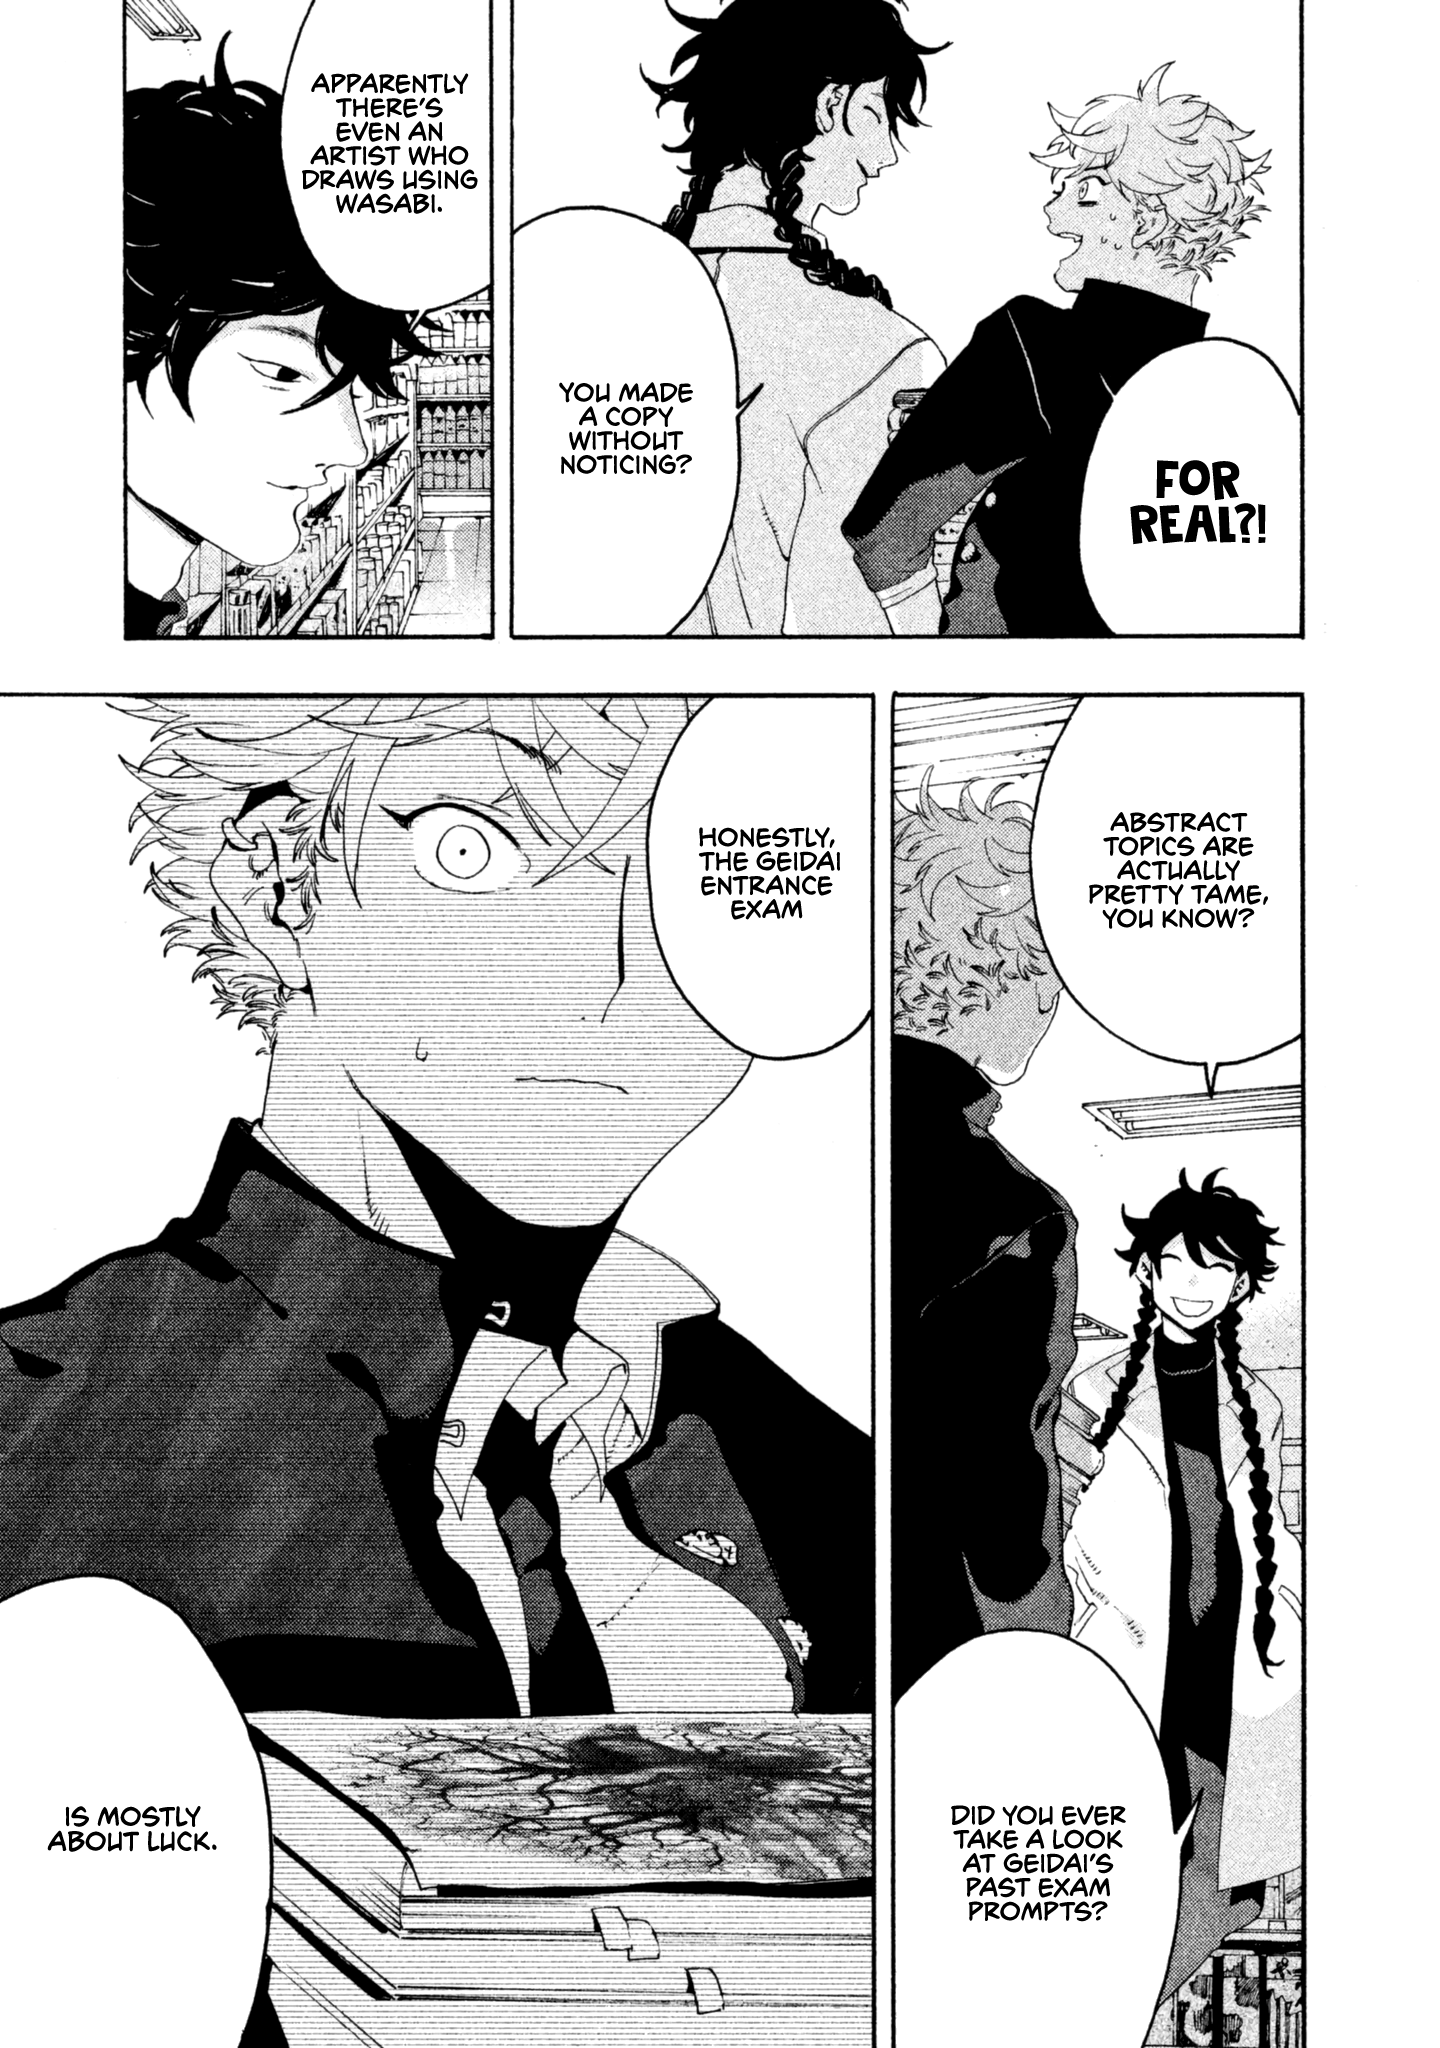 FOR
REAL?!
YOU MADE
A COPY
WITHOUT
NOTICING?
APPARENTLY
THERE'S
EVEN AN
ARTIST WHO
DRAWS USING
WASABI.
ABSTRACT
TOPICS ARE
ACTUALLY
PRETTY TAME,
YOU KNOW?
DID YOU EVER
TAKE A LOOK
AT GEIDAI'S
PAST EXAM
PROMPTS?
HONESTLY,
THE GEIDAI
ENTRANCE
EXAM
IS MOSTLY
ABOUT LUCK.